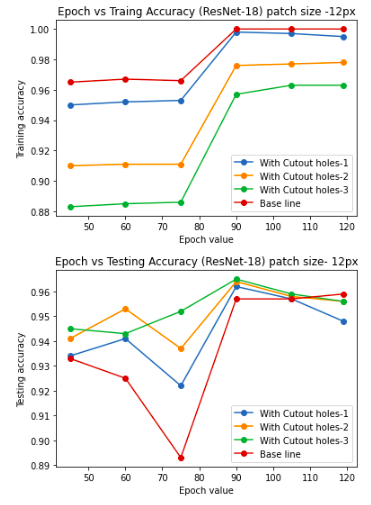 Epoch vs Traing Accuracy (ResNet-18) patch size -12px
Training accuracy
1.00
0.98
0.96
0.94
0.92
0.90
0.88
With Cutout holes-1
With Cutout holes-2
With Cutout holes-3
Base line
50 60 70 80 90 100 110 120
Epoch value
Epoch vs Testing Accuracy (ResNet-18) patch size- 12px
Testing accuracy
0.96
0.95
0.94
0.93
0.92
0.91
0.90
0.89
With Cutout holes-1
With Cutout holes-2
With Cutout holes-3
Base line
50 60 70 80 90 100 110 120
Epoch value